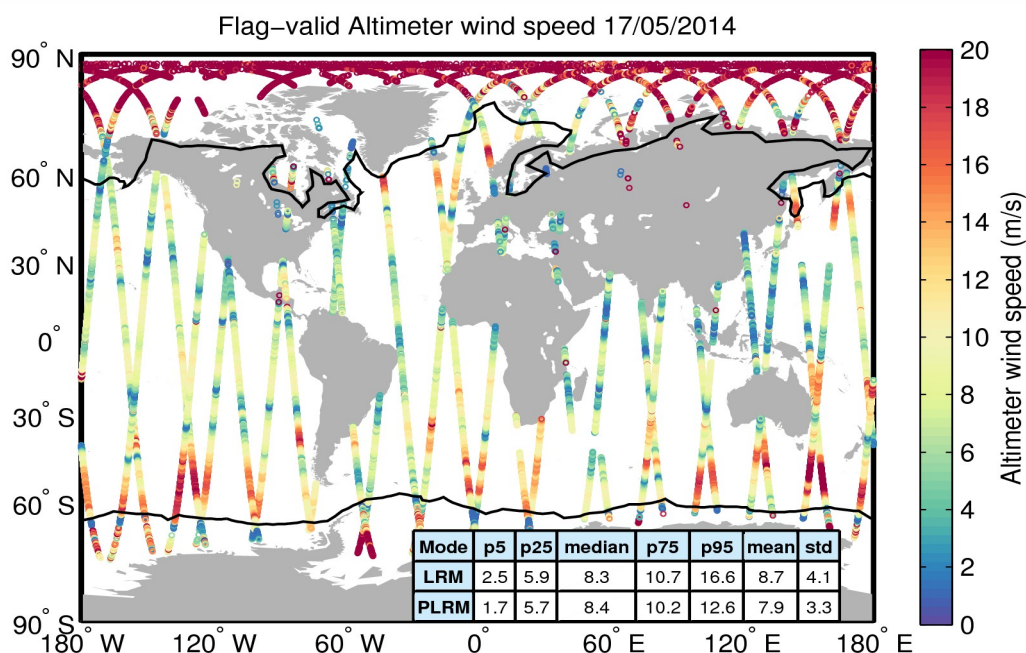 Flag−valid Altimeter wind speed 17/05/2014
90° N
60° N
30° N
0°
30° S
60° S
90° S
180° W
120° W
60° W
0°
60° E
120° E
180° E
20
18
16
14
12
10
8
6
4
2
0
Altimeter wind speed (m/s)
Mode p5 p25 median p75 p95 mean std
LRM 2.5 5.9 8.3 10.7 16.6 8.7 4.1
PLRM 1.7 5.7 8.4 10.2 12.6 7.9 3.3